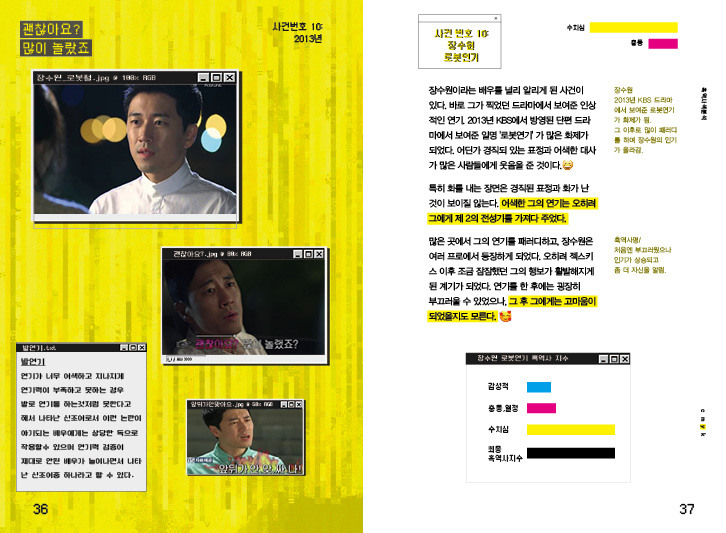 괜찮아요?
많이 놀랐죠
사건번호 10:
2013년
장수원_로봇설.jpg @ 100% RGB
괜찮아요?.jpg @ 80% RGB
괜찮아요? 많이 놀랐죠?
발연기.txt
발연기
연기가 너무 어색하고 지나치게
연기력이 부족하고 못하는 경우
발로 연기를 하는것처럼 못한다고
해서 나타난 신조어로서 이런 논란이
야기되는 배우에게는 상당한 독으로
작용할수 있으며 연기력 검증이
제대로 안된 배우가 늘어나면서 나타
난 신조어중 하나라고 할 수 있다.
앞뒤가안맞아요.jpg @ 50% RGB
앞뒤가 안 맞잖아
36
사건 번호 10:
장수원
로봇연기
수치심
충동
장수원이라는 배우를 널리 알리게 된 사건이
있다. 바로 그가 찍었던 드라마에서 보여준 인상
적인 연기. 2013년 KBS에서 방영된 단편 드라
마에서 보여준 일명 '로봇연기' 가 많은 화제가
되었다. 어딘가 경직되 있는 표정과 어색한 대사
가 많은 사람들에게 웃음을 준 것이다.😅
특히 화를 내는 장면은 경직된 표정과 화가 난
것이 보이질 않는다. 어색한 그의 연기는 오히려
그에게 제 2의 전성기를 가져다 주었다.
많은 곳에서 그의 연기를 패러디하고, 장수원은
여러 프로에서 등장하게 되었다. 오히려 젝스키
스 이후 조금 잠잠했던 그의 행보가 활발해지게
된 계기가 되었다. 연기를 한 후에는 굉장히
부끄러울 수 있었으나, 그 후 그에게는 고마움이
되었을지도 모른다. 🥰
장수원
2013년 KBS 드라마
에서 보여준 로봇연기
가 화제가 됨.
그 이후로 많이 패러디
를 하며 장수원의 인기
가 올라감.
흑역사명/
처음엔 부끄러웠으나
인기가 상승되고
좀 더 자신을 알림.
흑역사백분석
c m y k
장수원 로봇연기 흑역사 지수
감성적
충동,열정
수치심
최종
흑역사지수
37